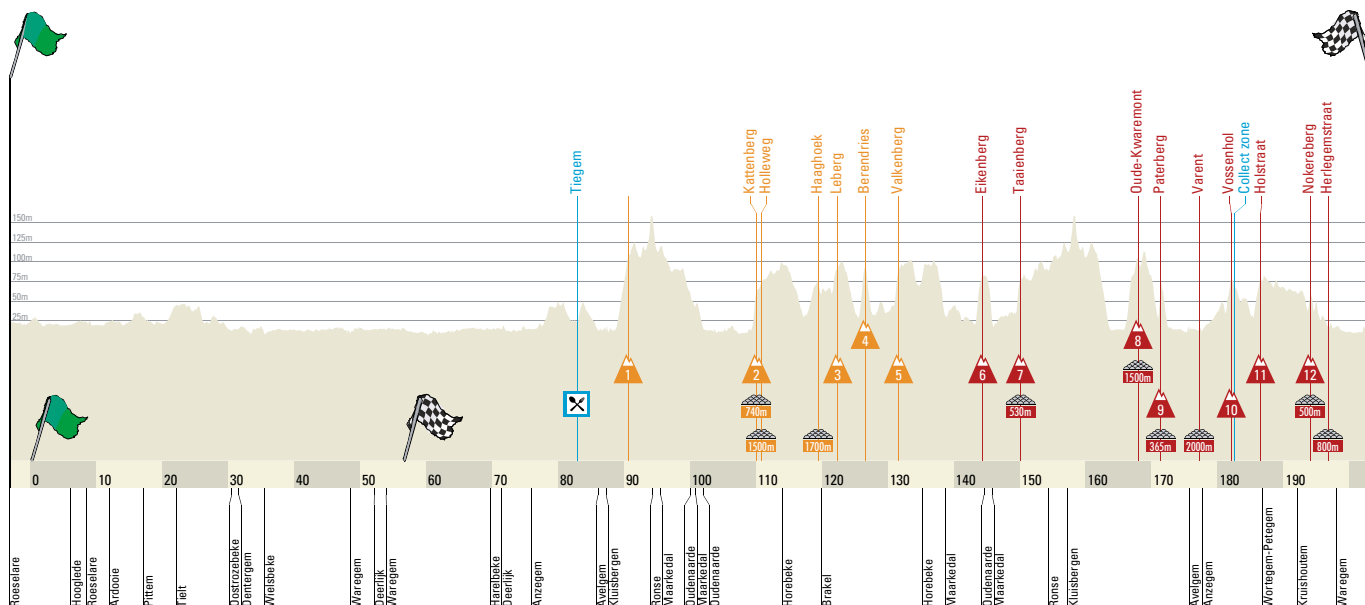 Tiegem
Kattenberg
Holleweg
Haaghoek
Leberg
Berendries
Valkenberg
Eikenberg
Taaienberg
Oude-Kwaremont
Paterberg
Varent
Vossenhol
Collect zone
Holstraat
Nokereberg
Herlegemstraat
150m
125m
100m
75m
50m
25m
1
2
3
4
5
6
7
8
9
10
11
12
740m
1500m
1700m
530m
1500m
365m
2000m
500m
800m
0 10 20 30 40 50 60 70 80 90 100 110 120 130 140 150 160 170 180 190
Roeselare
Hooglede
Roeselare
Ardooie
Pittem
Tielt
Oostrozebeke
Dentergem
Wielsbeke
Waregem
Deerlijk
Waregem
Harelbeke
Deerlijk
Anzegem
Avelgem
Kluisbergen
Ronse
Maarkedal
Oudenaarde
Maarkedal
Oudenaarde
Horebeke
Brakel
Horebeke
Maarkedal
Oudenaarde
Maarkedal
Ronse
Kluisbergen
Avelgem
Anzegem
Wortegem-Petegem
Kruishoutem
Waregem